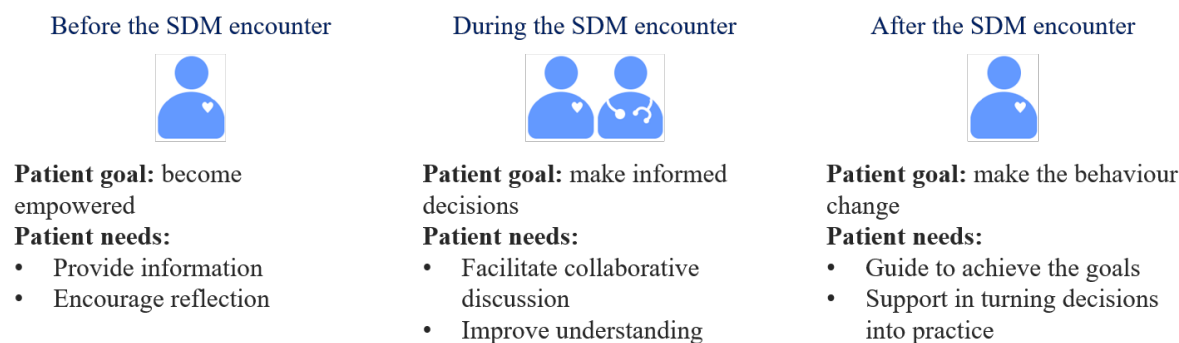 Before the SDM encounter
Patient goal: become
empowered
Patient needs:
• Provide information
• Encourage reflection
During the SDM encounter
Patient goal: make informed
decisions
Patient needs:
• Facilitate collaborative
discussion
• Improve understanding
After the SDM encounter
Patient goal: make the behaviour
change
Patient needs:
• Guide to achieve the goals
• Support in turning decisions
into practice